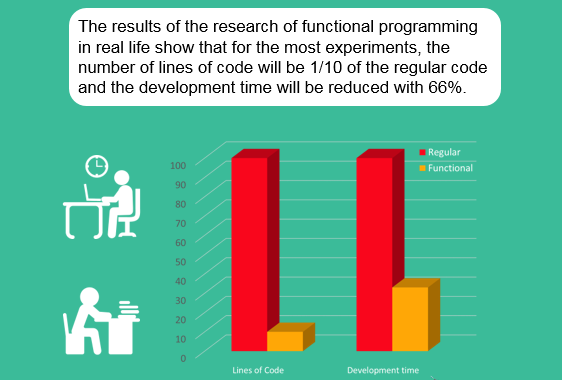 The results of the research of functional programming
in real life show that for the most experiments, the
number of lines of code will be 1/10 of the regular code
and the development time will be reduced with 66%.
Regular
Functional
100
90
80
70
60
50
40
30
20
10
0
Lines of Code
Development time